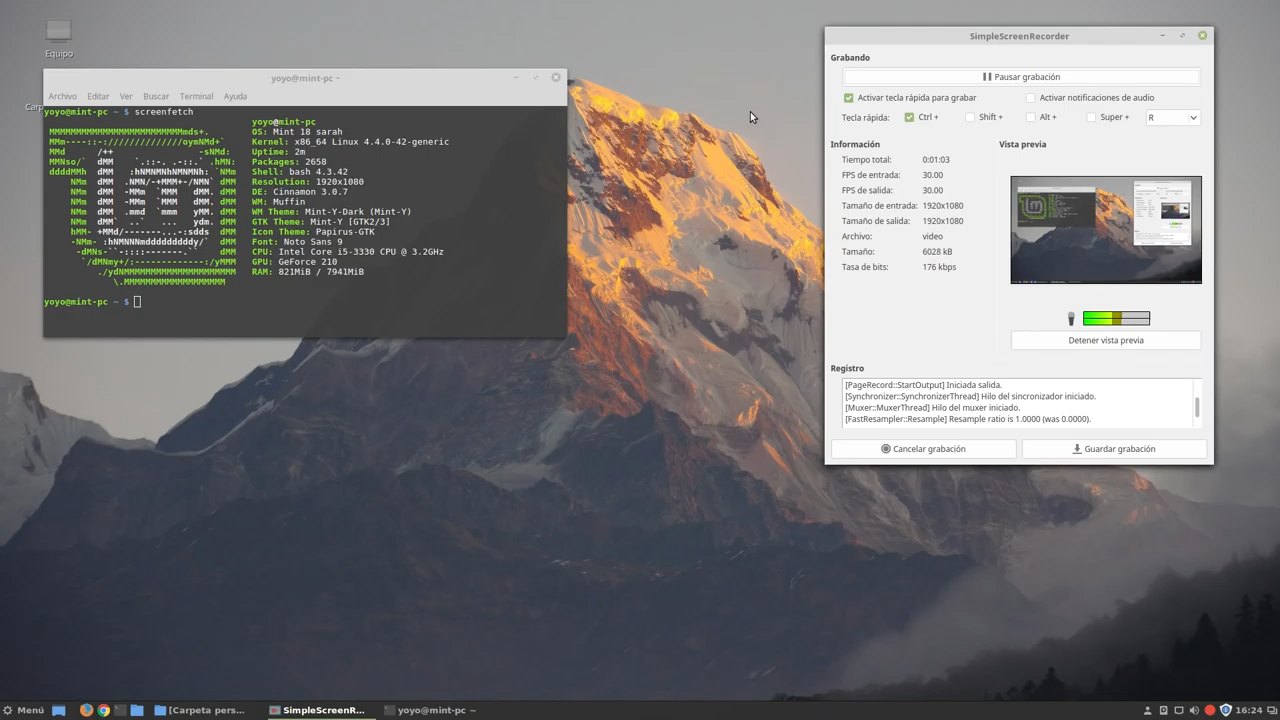 Equipo
Carp
yoyo@mint-pc ~
Archivo Editar Ver Buscar Terminal Ayuda
yoyo@mint-pc ~ $ screenfetch
yoyo@mint-pc
OS: Mint 18 sarah
Kernel: x86_64 Linux 4.4.0-42-generic
Uptime: 2m
Packages: 2658
Shell: bash 4.3.42
Resolution: 1920x1080
DE: Cinnamon 3.0.7
WM: Muffin
WM Theme: Mint-Y-Dark (Mint-Y)
GTK Theme: Mint-Y [GTK2/3]
Icon Theme: Papirus-GTK
Font: Noto Sans 9
CPU: Intel Core i5-3330 CPU @ 3.2GHz
GPU: GeForce 210
RAM: 821MiB / 7941MiB
yoyo@mint-pc ~ $
SimpleScreenRecorder
Grabando
Pausar grabación
Activar tecla rápida para grabar Activar notificaciones de audio
Tecla rápida: Ctrl + Shift + Alt + Super + R
Información Vista previa
Tiempo total: 0:01:03
FPS de entrada: 30.00
FPS de salida: 30.00
Tamaño de entrada: 1920x1080
Tamaño de salida: 1920x1080
Archivo: video
Tamaño: 6028 kB
Tasa de bits: 176 kbps
Detener vista previa
Registro
[PageRecord::StartOutput] Iniciada salida.
[Synchronizer::SynchronizerThread] Hilo del sincronizador iniciado.
[Muxer::MuxerThread] Hilo del muxer iniciado.
[FastResampler::Resample] Resample ratio is 1.0000 (was 0.0000).
Cancelar grabación Guardar grabación
Menú [Carpeta pers... SimpleScreenR... yoyo@mint-pc ~ 16:24